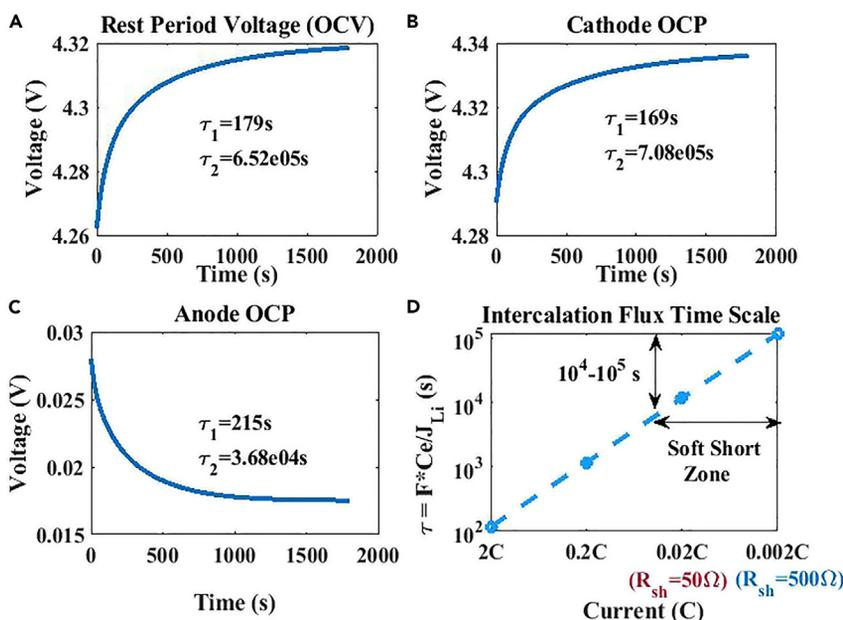 A
Rest Period Voltage (OCV)
Voltage (V)
4.32
4.3
4.28
4.26
τ1=179s
τ2=6.52e05s
0 500 1000 1500 2000
Time (s)
B
Cathode OCP
Voltage (V)
4.34
4.32
4.3
4.28
τ1=169s
τ2=7.08e05s
0 500 1000 1500 2000
Time (s)
C
Anode OCP
Voltage (V)
0.03
0.025
0.02
0.015
τ1=215s
τ2=3.68e04s
0 500 1000 1500 2000
Time (s)
D
Intercalation Flux Time Scale
τ = F*Ce/JLi (s)
10^5
10^4
10^3
10^2
10^4-10^5 s
Soft Short
Zone
2C 0.2C 0.02C 0.002C
(Rsh=50Ω) (Rsh=500Ω)
Current (C)